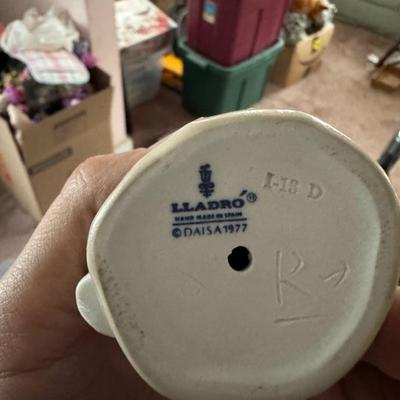 LLADRÓ®
HAND MADE IN SPAIN
©DAISA 1977
I-13 D
K